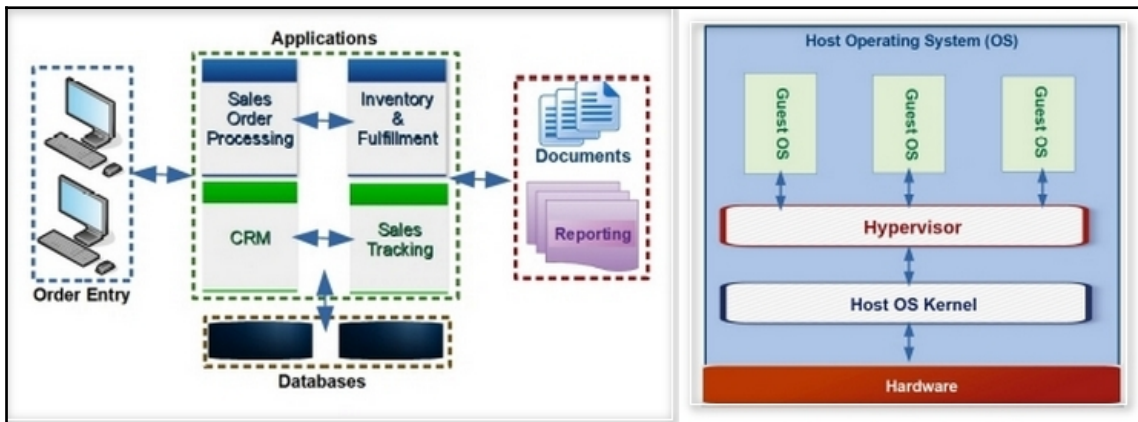 Applications
Sales
Order
Processing
Inventory
&
Fulfillment
CRM
Sales
Tracking
Order Entry
Documents
Reporting
Databases
Host Operating System (OS)
Guest OS
Guest OS
Guest OS
Hypervisor
Host OS Kernel
Hardware